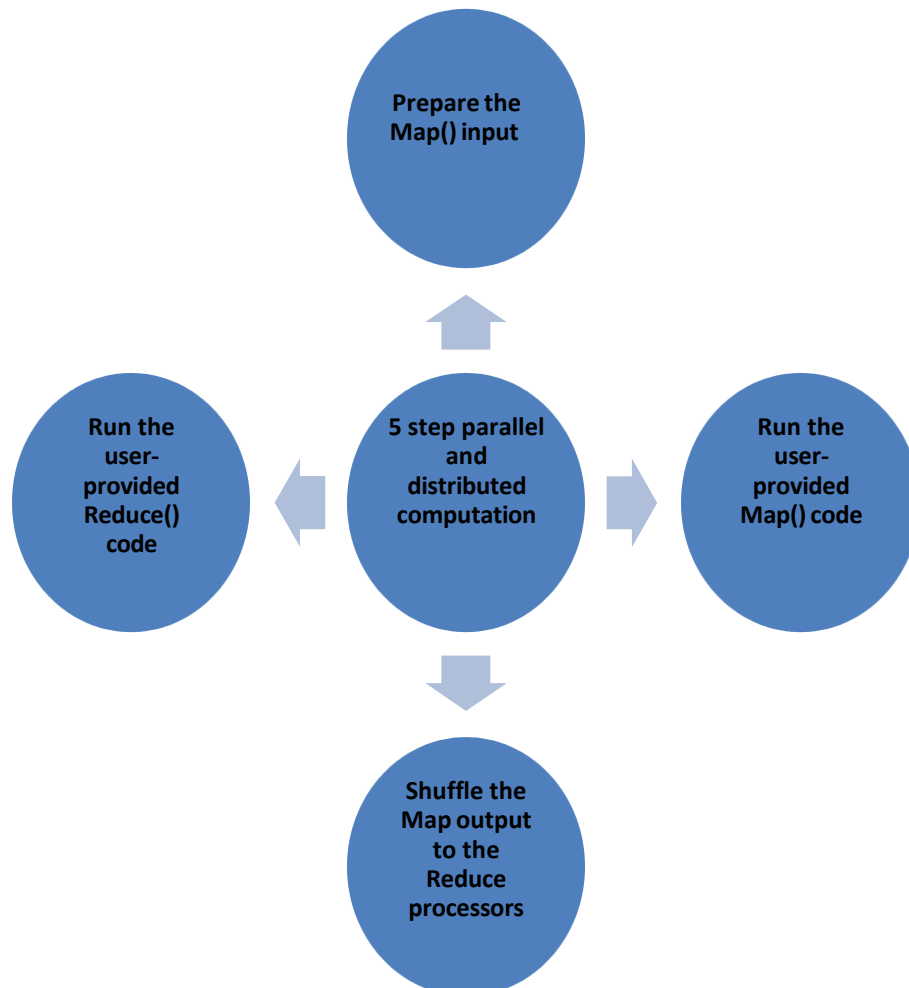 Prepare the
Map() input
Run the
user-
provided
Reduce()
code
5 step parallel
and
distributed
computation
Run the
user-
provided
Map() code
Shuffle the
Map output
to the
Reduce
processors